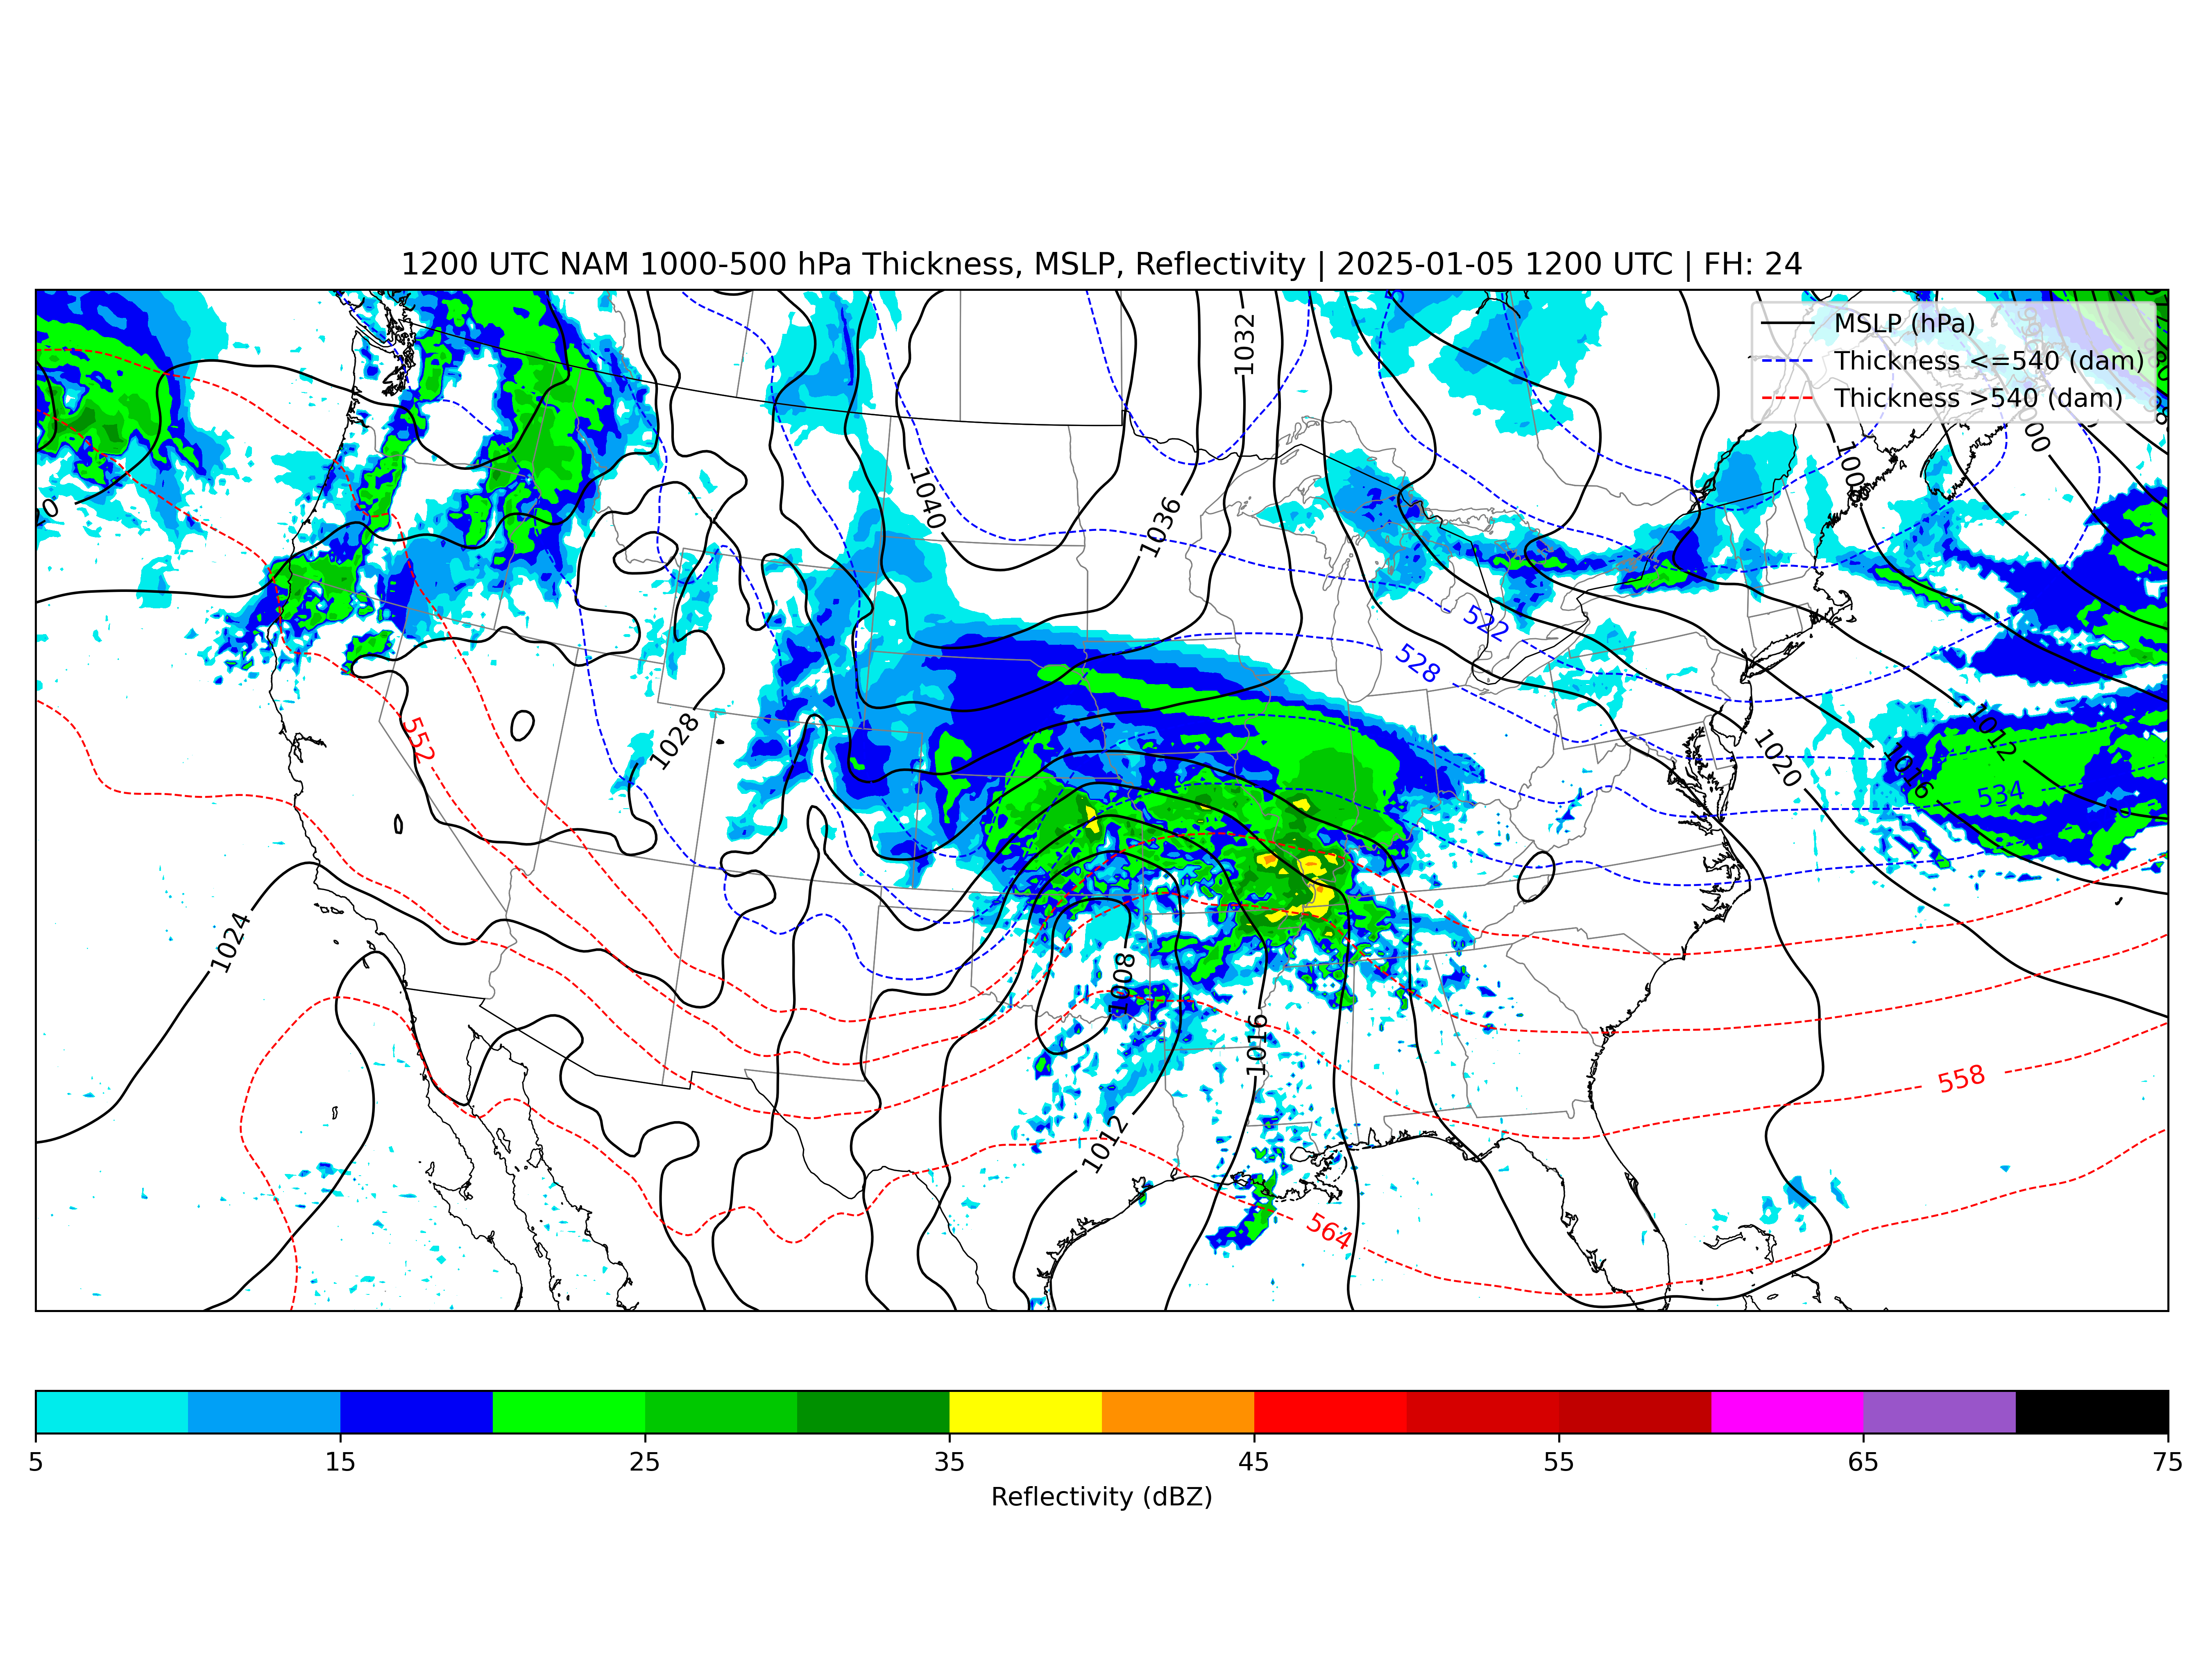 1200 UTC NAM 1000-500 hPa Thickness, MSLP, Reflectivity | 2025-01-05 1200 UTC | FH: 24
MSLP (hPa)
Thickness <=540 (dam)
Thickness >540 (dam)
1032
1040
1036
522
528
552
1028
1020
1016
1012
534
1024
1008
1016
1012
558
564
5 15 25 35 45 55 65 75
Reflectivity (dBZ)